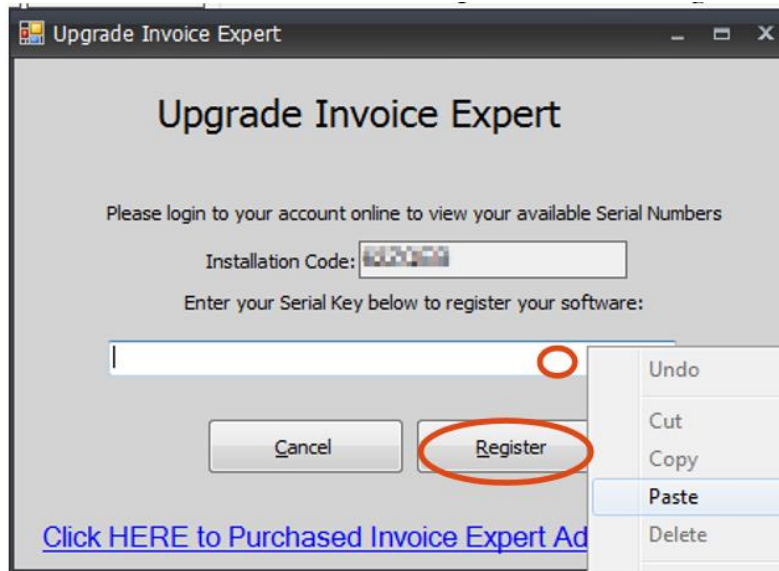 Upgrade Invoice Expert
Upgrade Invoice Expert
Please login to your account online to view your available Serial Numbers
Installation Code:
Enter your Serial Key below to register your software:
Undo
Cut
Cancel
Register
Copy
Paste
Click HERE to Purchased Invoice Expert Ad
Delete